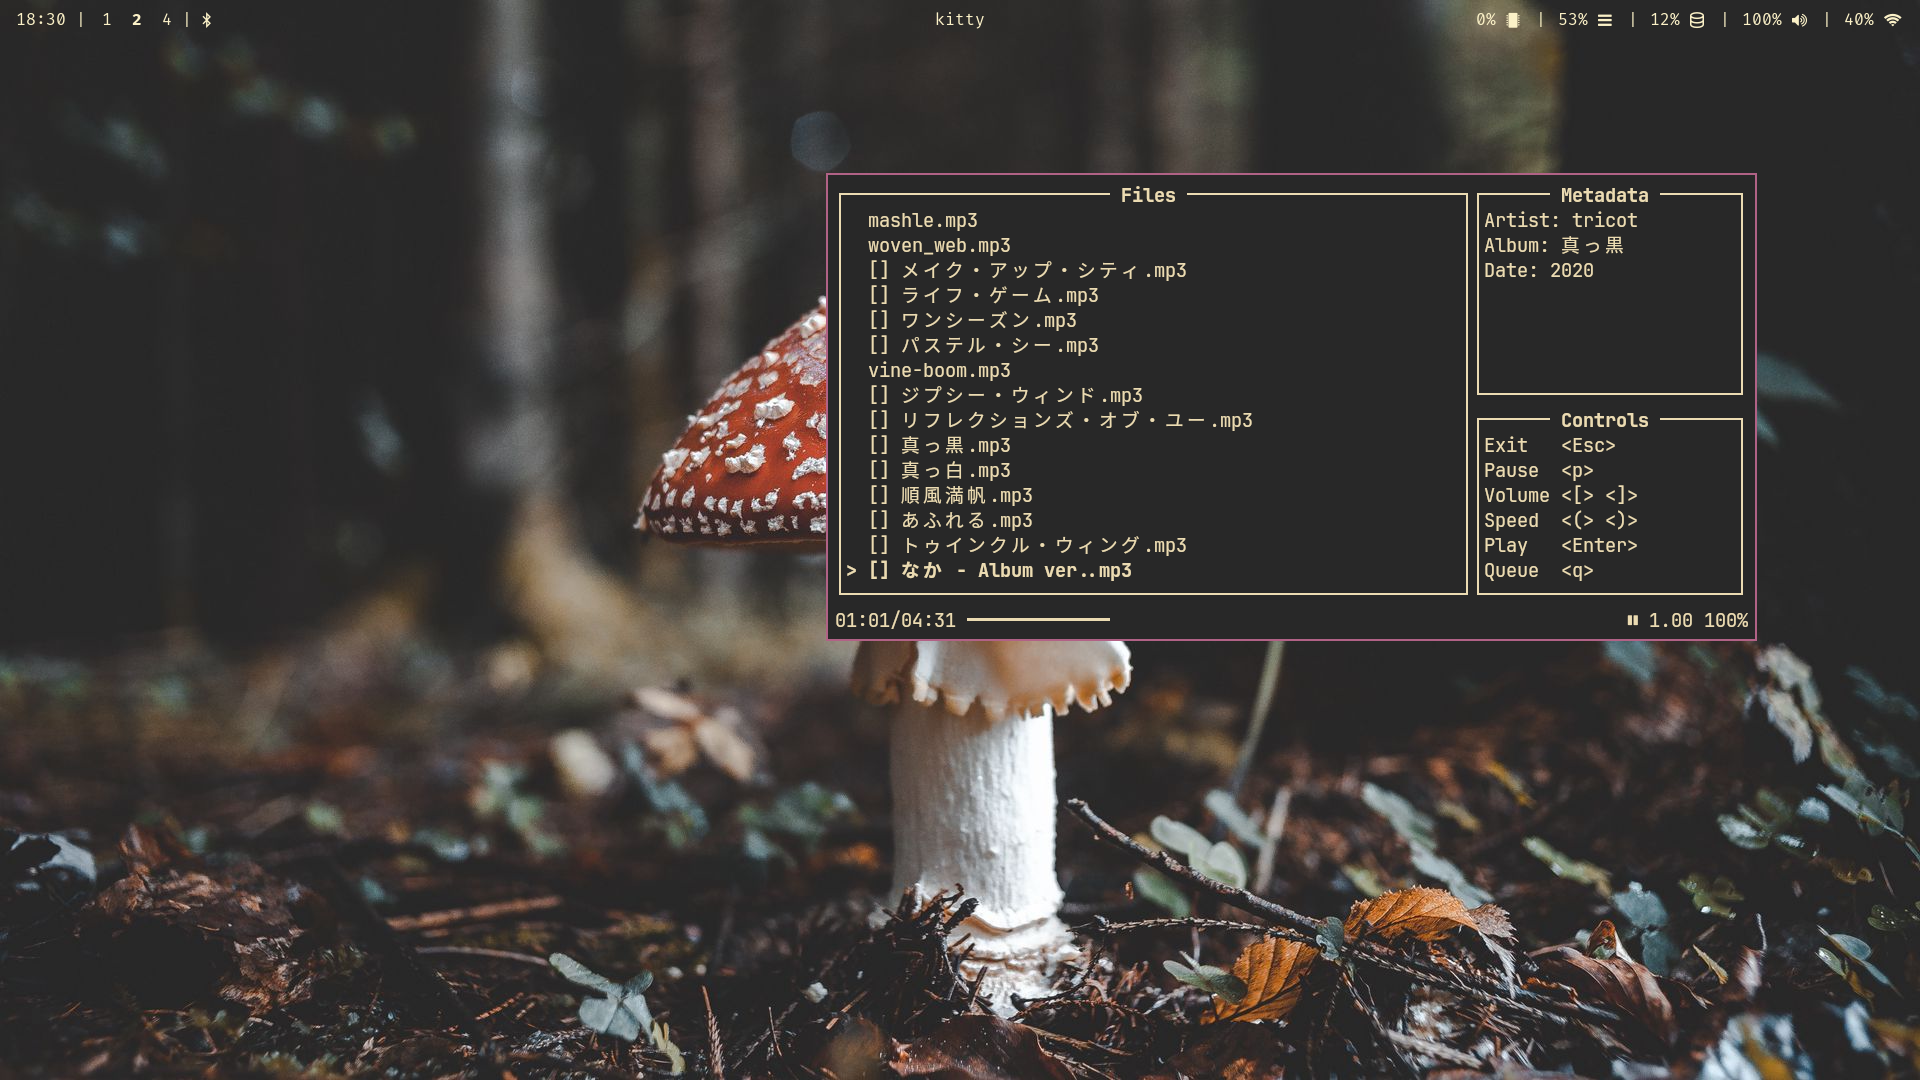 18:30 | 1 2 4 |
kitty
0% | 53% | 12% | 100% | 40%
Files
mashle.mp3
woven_web.mp3
[] メイク・アップ・シティ.mp3
[] ライフ・ゲーム.mp3
[] ワンシーズン.mp3
[] パステル・シー.mp3
vine-boom.mp3
[] ジプシー・ウィンド.mp3
[] リフレクションズ・オブ・ユー.mp3
[] 真っ黒.mp3
[] 真っ白.mp3
[] 順風満帆.mp3
[] あふれる.mp3
[] トゥインクル・ウィング.mp3
> [] なか - Album ver..mp3
Metadata
Artist: tricot
Album: 真っ黒
Date: 2020
Controls
Exit <Esc>
Pause <p>
Volume <[> <]>
Speed <(> <)>
Play <Enter>
Queue <q>
01:01/04:31
1.00 100%